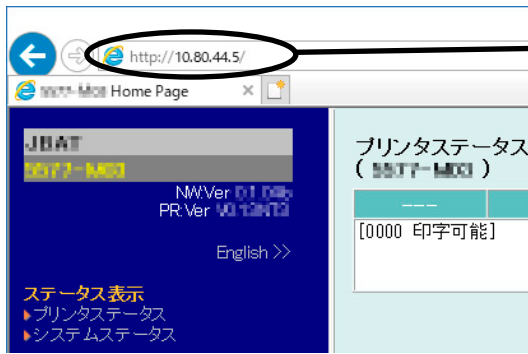 http://10.80.44.5/
Home Page
JBAT
NW.Ver
PR.Ver
English >>
ステータス表示
プリンタステータス
システムステータス
プリンタステータス
---
[0000 印字可能]